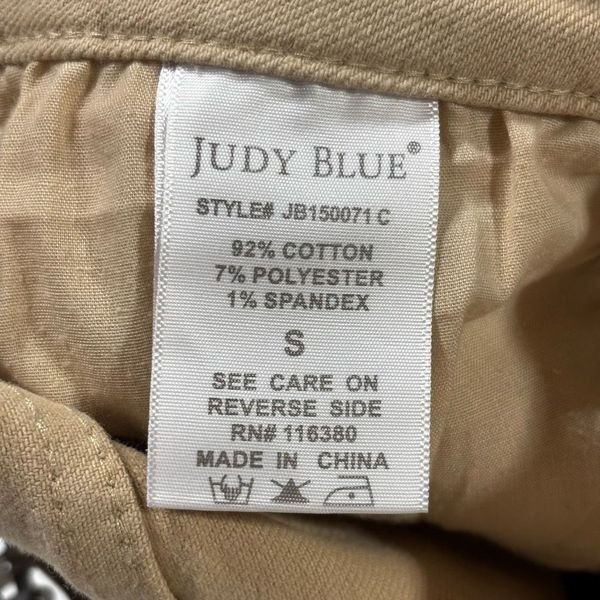 JUDY BLUE®
STYLE# JB150071 C
92% COTTON
7% POLYESTER
1% SPANDEX
S
SEE CARE ON
REVERSE SIDE
RN# 116380
MADE IN CHINA